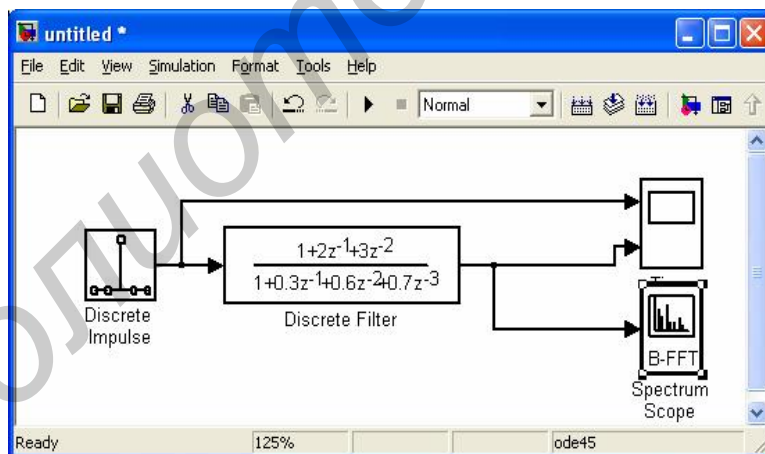 untitled *
File Edit View Simulation Format Tools Help
Normal
1+2z-1+3z-2
1+0.3z-1+0.6z-2+0.7z-3
Discrete
Impulse
Discrete Filter
B-FFT
Spectrum
Scope
Ready 125% ode45